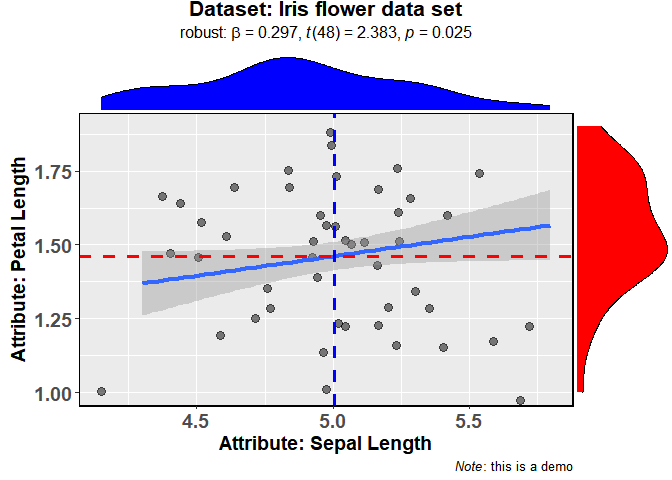 Dataset: Iris flower data set
robust: β = 0.297, t(48) = 2.383, p = 0.025
Attribute: Petal Length
1.75
1.50
1.25
1.00
4.5 5.0 5.5
Attribute: Sepal Length
Note: this is a demo